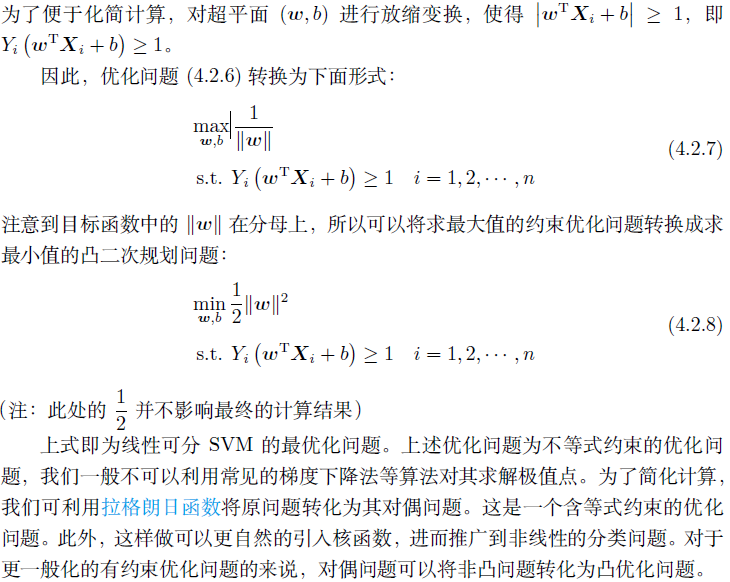 为了便于化简计算，对超平面 (w, b) 进行放缩变换，使得 |wᵀXᵢ + b| ≥ 1，即
Yᵢ (wᵀXᵢ + b) ≥ 1。
因此，优化问题 (4.2.6) 转换为下面形式：
max_{w,b} 1/‖w‖
(4.2.7)
s.t. Yᵢ (wᵀXᵢ + b) ≥ 1 i = 1, 2, ⋯ , n
注意到目标函数中的 ‖w‖ 在分母上，所以可以将求最大值的约束优化问题转换成求
最小值的凸二次规划问题：
min_{w,b} 1/2 ‖w‖²
(4.2.8)
s.t. Yᵢ (wᵀXᵢ + b) ≥ 1 i = 1, 2, ⋯ , n
(注：此处的 1/2 并不影响最终的计算结果)
上式即为线性可分 SVM 的最优化问题。上述优化问题为不等式约束的优化问
题，我们一般不可以利用常见的梯度下降法等算法对其求解极值点。为了简化计算，
我们可利用拉格朗日函数将原问题转化为其对偶问题。这是一个含等式约束的优化
问题。此外，这样做可以更自然的引入核函数，进而推广到非线性的分类问题。对于
更一般化的有约束优化问题的来说，对偶问题可以将非凸问题转化为凸优化问题。